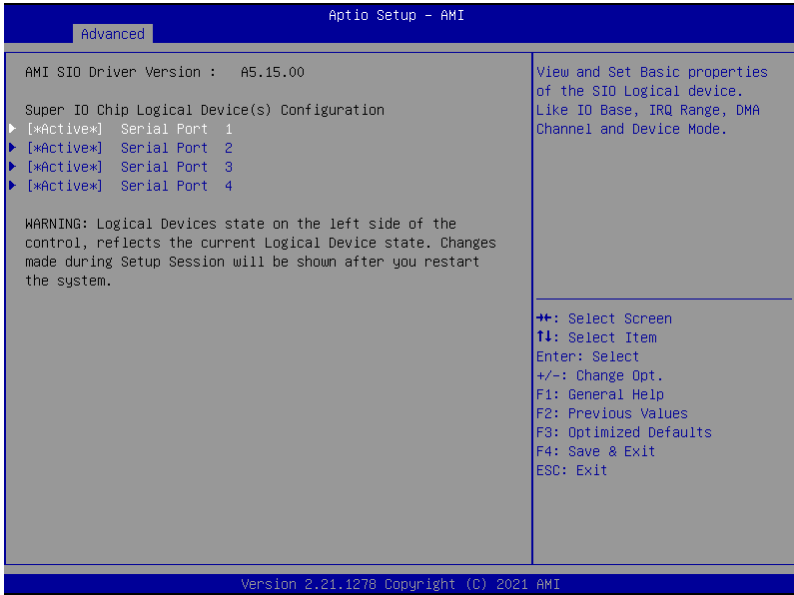 Aptio Setup – AMI
Advanced
AMI SIO Driver Version : A5.15.00
Super IO Chip Logical Device(s) Configuration
[*Active*] Serial Port 1
[*Active*] Serial Port 2
[*Active*] Serial Port 3
[*Active*] Serial Port 4
WARNING: Logical Devices state on the left side of the
control, reflects the current Logical Device state. Changes
made during Setup Session will be shown after you restart
the system.
View and Set Basic properties
of the SIO Logical device.
Like IO Base, IRQ Range, DMA
Channel and Device Mode.
→←: Select Screen
↑↓: Select Item
Enter: Select
+/-: Change Opt.
F1: General Help
F2: Previous Values
F3: Optimized Defaults
F4: Save & Exit
ESC: Exit
Version 2.21.1278 Copyright (C) 2021 AMI